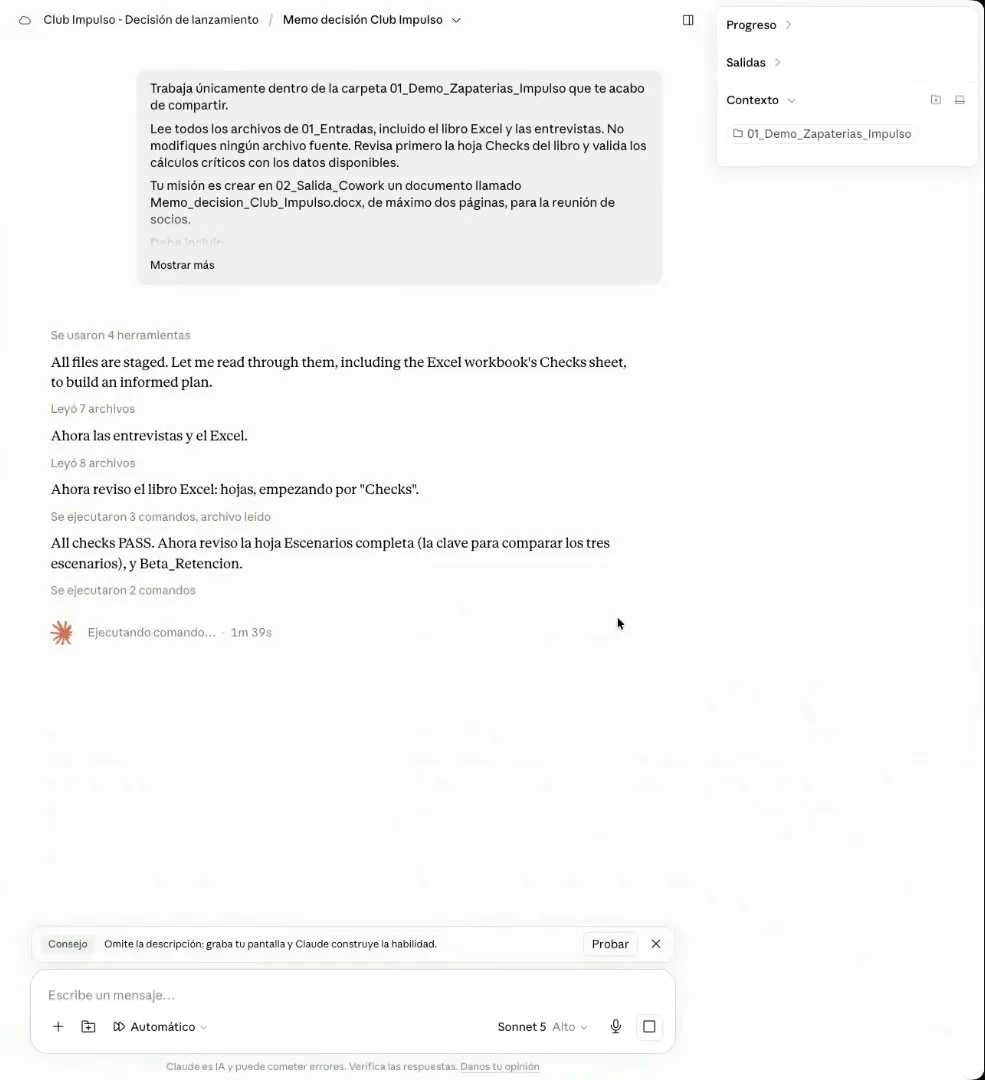 Club Impulso - Decisión de lanzamiento / Memo decisión Club Impulso
Progreso
Salidas
Contexto
01_Demo_Zapaterias_Impulso
Trabaja únicamente dentro de la carpeta 01_Demo_Zapaterias_Impulso que te acabo
de compartir.
Lee todos los archivos de 01_Entradas, incluido el libro Excel y las entrevistas. No
modifiques ningún archivo fuente. Revisa primero la hoja Checks del libro y valida los
cálculos críticos con los datos disponibles.
Tu misión es crear en 02_Salida_Cowork un documento llamado
Memo_decision_Club_Impulso.docx, de máximo dos páginas, para la reunión de
socios.
Debe incluir
Mostrar más
Se usaron 4 herramientas
All files are staged. Let me read through them, including the Excel workbook's Checks sheet,
to build an informed plan.
Leyó 7 archivos
Ahora las entrevistas y el Excel.
Leyó 8 archivos
Ahora reviso el libro Excel: hojas, empezando por "Checks".
Se ejecutaron 3 comandos, archivo leído
All checks PASS. Ahora reviso la hoja Escenarios completa (la clave para comparar los tres
escenarios), y Beta_Retencion.
Se ejecutaron 2 comandos
Ejecutando comando... · 1m 39s
Consejo Omite la descripción: graba tu pantalla y Claude construye la habilidad. Probar
Escribe un mensaje...
Automático Sonnet 5 Alto
Claude es IA y puede cometer errores. Verifica las respuestas. Danos tu opinión